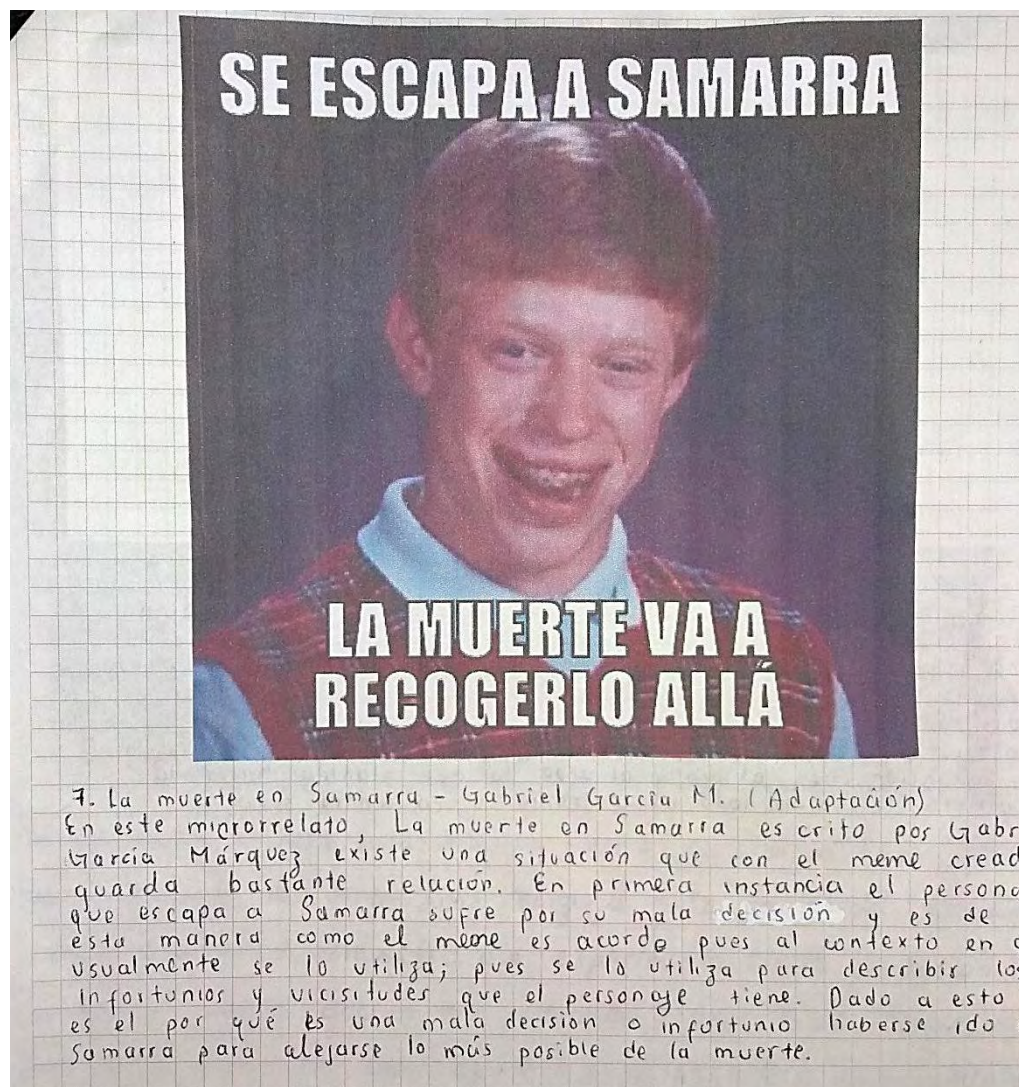 SE ESCAPA A SAMARRA
LA MUERTE VA A
RECOGERLO ALLÁ
7. La muerte en Samarra - Gabriel García M. (Adaptación)
En este microrrelato, La muerte en Samarra es crito por Gabr
García Márquez existe una situación que con el meme cread
guarda bastante relación. En primera instancia el persona
que escapa a Samarra sufre por su mala decisión y es de
esta manera como el meme es acorde pues al contexto en
usualmente se lo utiliza; pues se lo utiliza para describir los
infortunios y vicisitudes que el personaje tiene. Dado a esto
es el por qué es una mala decisión o infortunio haberse ido
Samarra para alejarse lo más posible de la muerte.